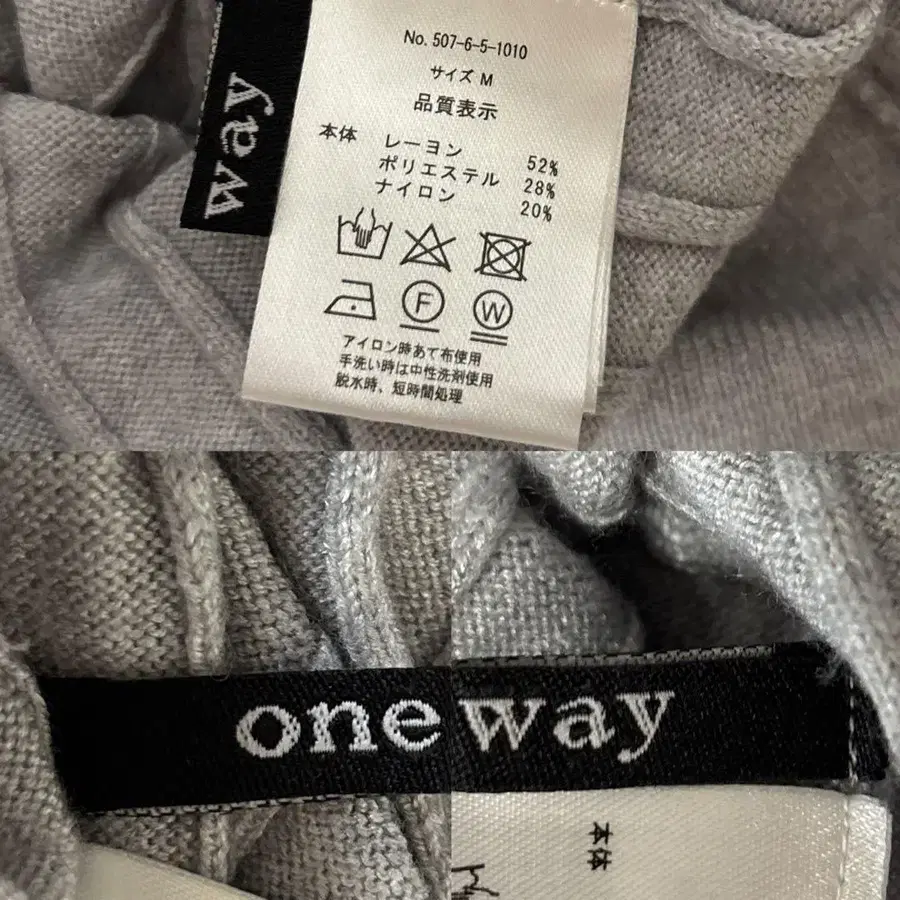 way
No. 507-6-5-1010
サイズ M
品質表示
本体 レーヨン 52%
ポリエステル 28%
ナイロン 20%
F W
アイロン時あて布使用
手洗い時は中性洗剤使用
脱水時、短時間処理
one way
本体